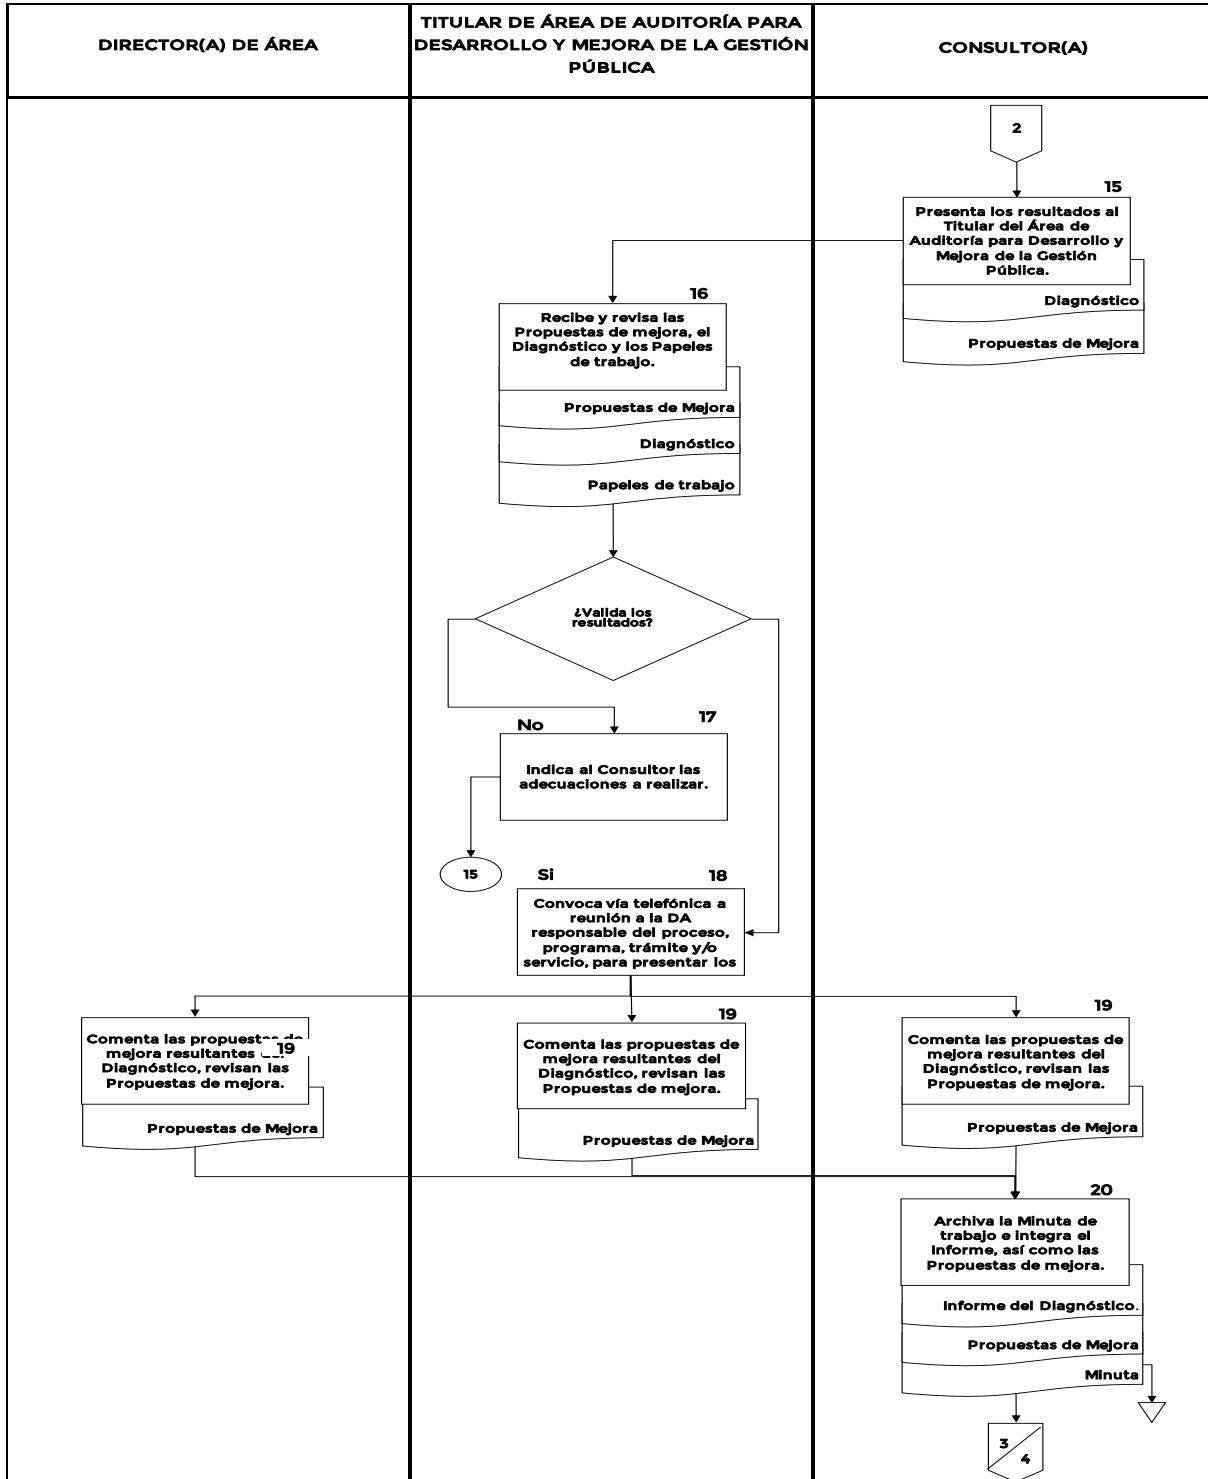 DIRECTOR(A) DE ÁREA
TITULAR DE ÁREA DE AUDITORÍA PARA
DESARROLLO Y MEJORA DE LA GESTIÓN
PÚBLICA
CONSULTOR(A)
2
15
Presenta los resultados al
Titular del Área de
Auditoría para Desarrollo y
Mejora de la Gestión
Pública.
Diagnóstico
Propuestas de Mejora
16
Recibe y revisa las
Propuestas de mejora, el
Diagnóstico y los Papeles
de trabajo.
Propuestas de Mejora
Diagnóstico
Papeles de trabajo
¿Valida los
resultados?
No
17
Indica al Consultor las
adecuaciones a realizar.
15
Si
18
Convoca vía telefónica a
reunión a la DA
responsable del proceso,
programa, trámite y/o
servicio, para presentar los
Comenta las propuestas de
mejora resultantes
19
Diagnóstico, revisan las
Propuestas de mejora.
Propuestas de Mejora
19
Comenta las propuestas de
mejora resultantes del
Diagnóstico, revisan las
Propuestas de mejora.
Propuestas de Mejora
19
Comenta las propuestas de
mejora resultantes del
Diagnóstico, revisan las
Propuestas de mejora.
Propuestas de Mejora
20
Archiva la Minuta de
trabajo e integra el
Informe, así como las
Propuestas de mejora.
Informe del Diagnóstico.
Propuestas de Mejora
Minuta
3
4